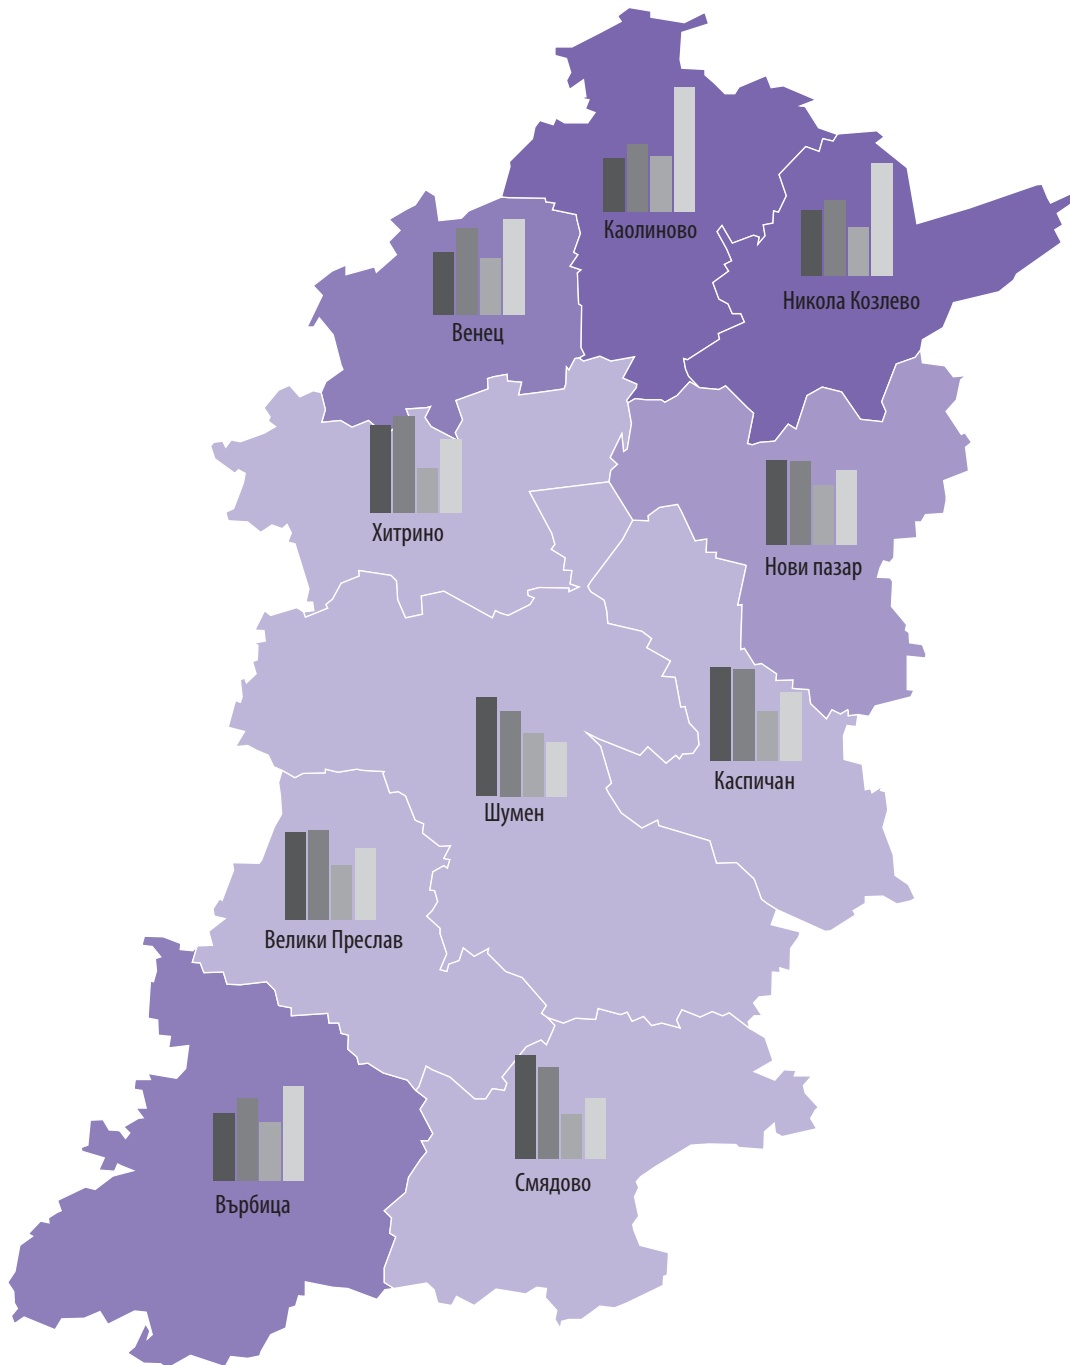 Каолиново
Никола Козлево
Венец
Хитрино
Нови пазар
Каспичан
Шумен
Велики Преслав
Смядово
Върбица